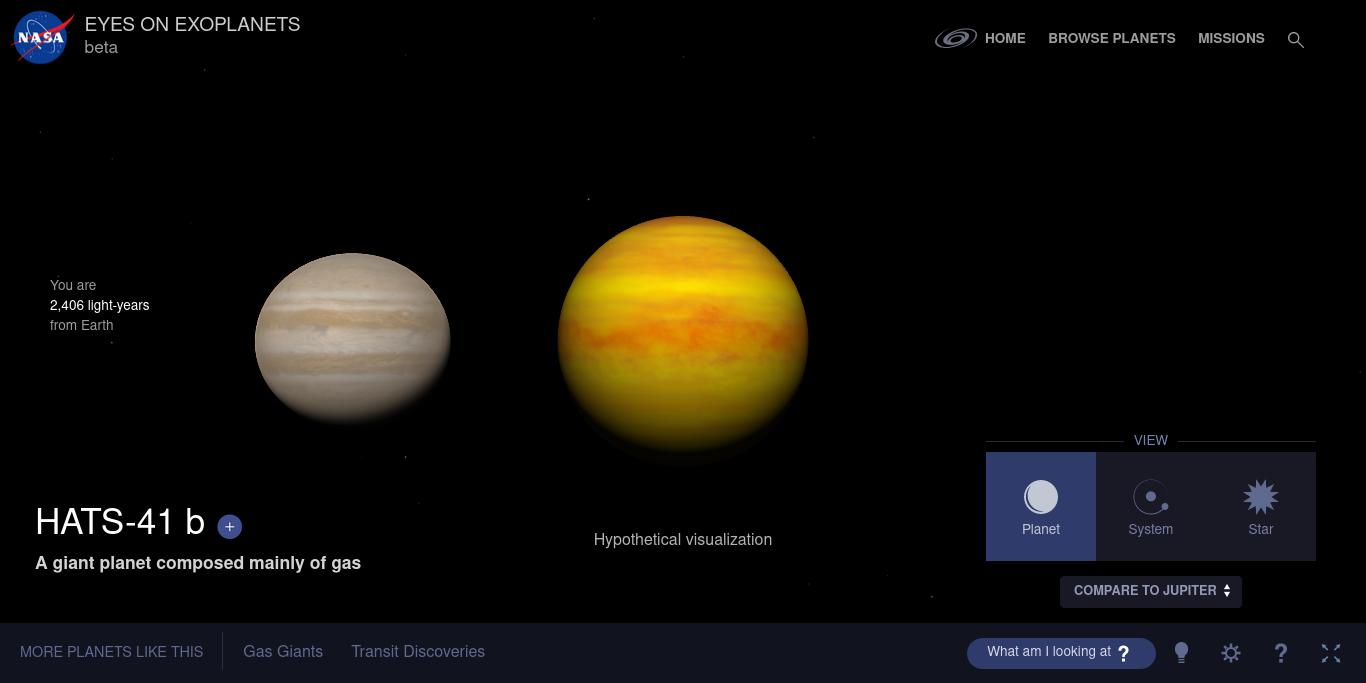 NASA
EYES ON EXOPLANETS
beta
HOME
BROWSE PLANETS
MISSIONS
You are
2,406 light-years
from Earth
VIEW
Planet
System
Star
HATS-41 b +
A giant planet composed mainly of gas
Hypothetical visualization
COMPARE TO JUPITER
MORE PLANETS LIKE THIS
Gas Giants
Transit Discoveries
What am I looking at ?
?